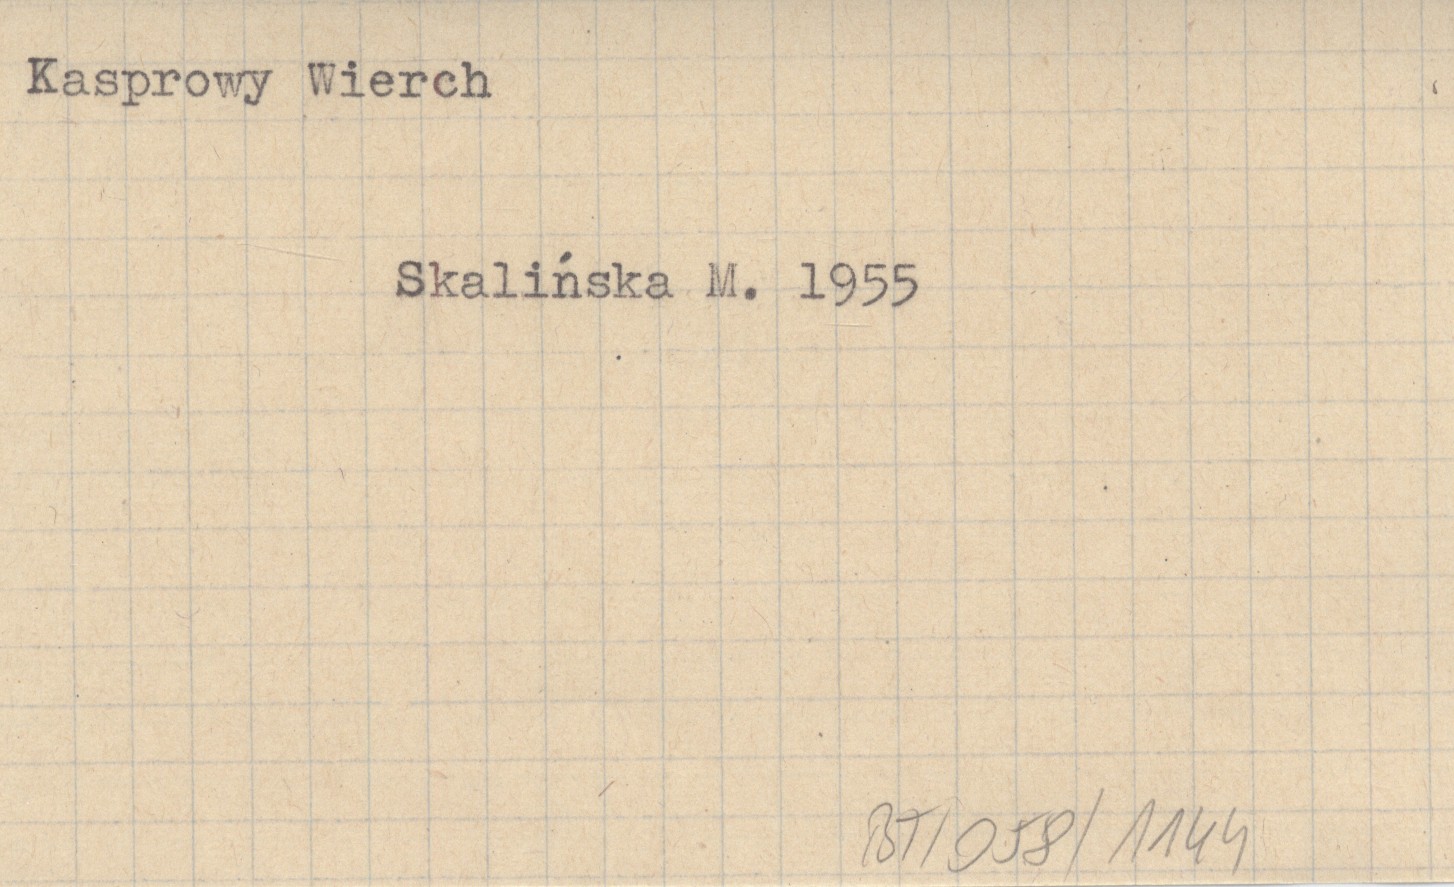 Kasprowy Wierch
Skalińska M. 1955
BT/058/1144